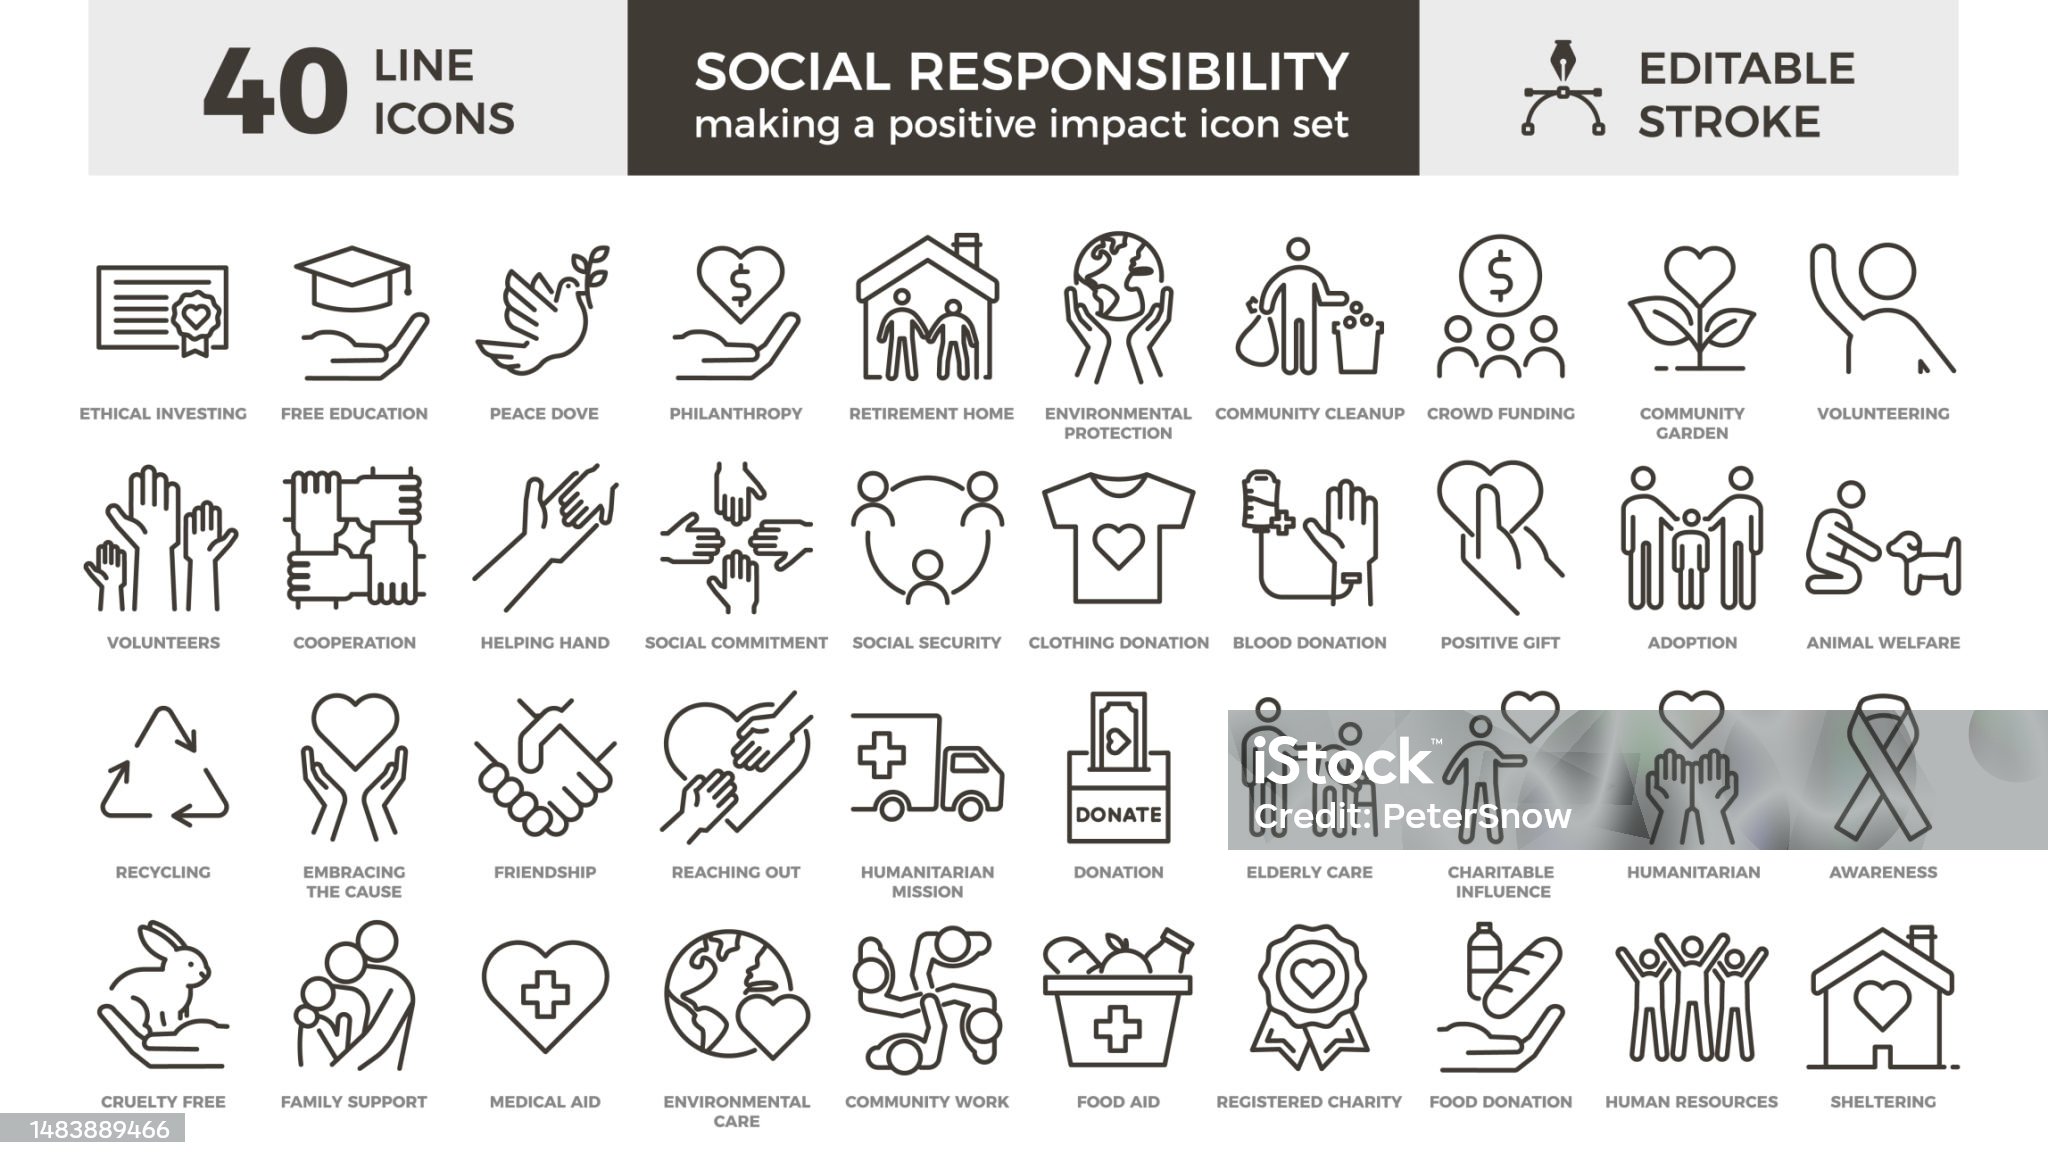 40 LINE
ICONS
SOCIAL RESPONSIBILITY
making a positive impact icon set
EDITABLE
STROKE
$
$
ETHICAL INVESTING
FREE EDUCATION
PEACE DOVE
PHILANTHROPY
RETIREMENT HOME
ENVIRONMENTAL
PROTECTION
COMMUNITY CLEANUP
CROWD FUNDING
COMMUNITY
GARDEN
VOLUNTEERING
VOLUNTEERS
COOPERATION
HELPING HAND
SOCIAL COMMITMENT
SOCIAL SECURITY
CLOTHING DONATION
BLOOD DONATION
POSITIVE GIFT
ADOPTION
ANIMAL WELFARE
DONATE
iStock™
Credit: PeterSnow
RECYCLING
EMBRACING
THE CAUSE
FRIENDSHIP
REACHING OUT
HUMANITARIAN
MISSION
DONATION
ELDERLY CARE
CHARITABLE
INFLUENCE
HUMANITARIAN
AWARENESS
CRUELTY FREE
FAMILY SUPPORT
MEDICAL AID
ENVIRONMENTAL
CARE
COMMUNITY WORK
FOOD AID
REGISTERED CHARITY
FOOD DONATION
HUMAN RESOURCES
SHELTERING
1483889466